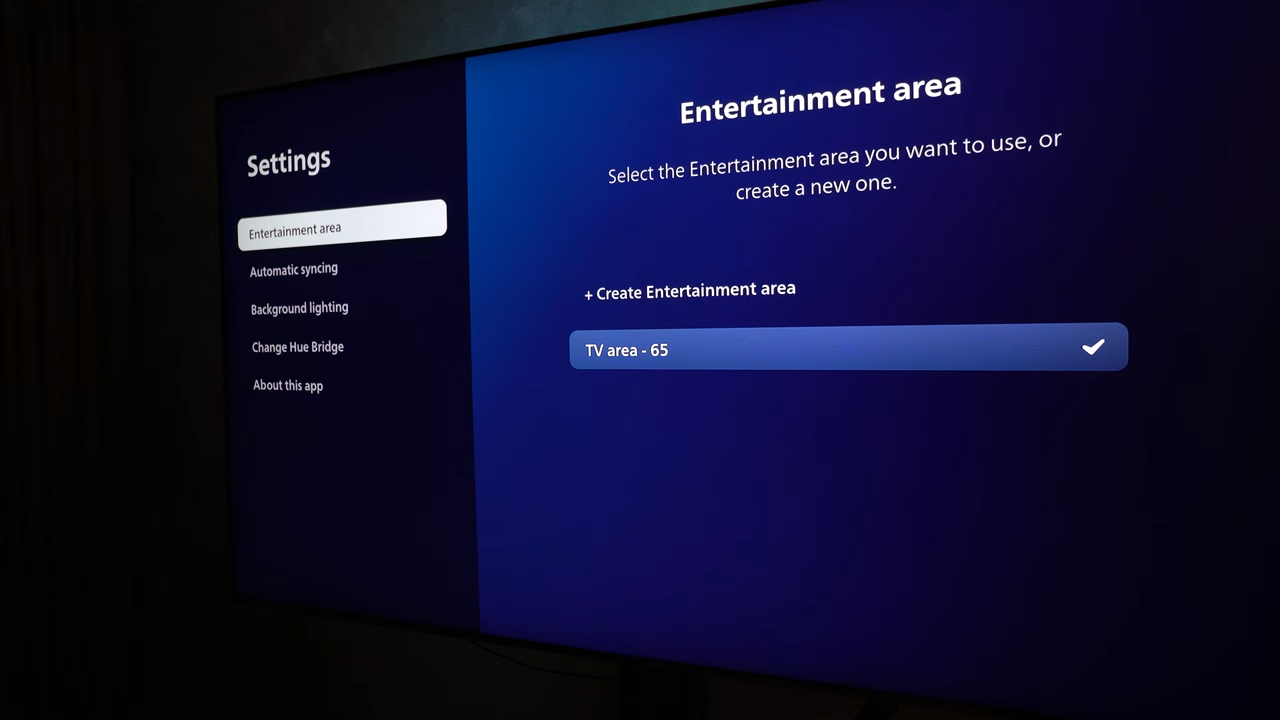 Settings
Entertainment area
Automatic syncing
Background lighting
Change Hue Bridge
About this app
Entertainment area
Select the Entertainment area you want to use, or
create a new one.
+ Create Entertainment area
TV area - 65